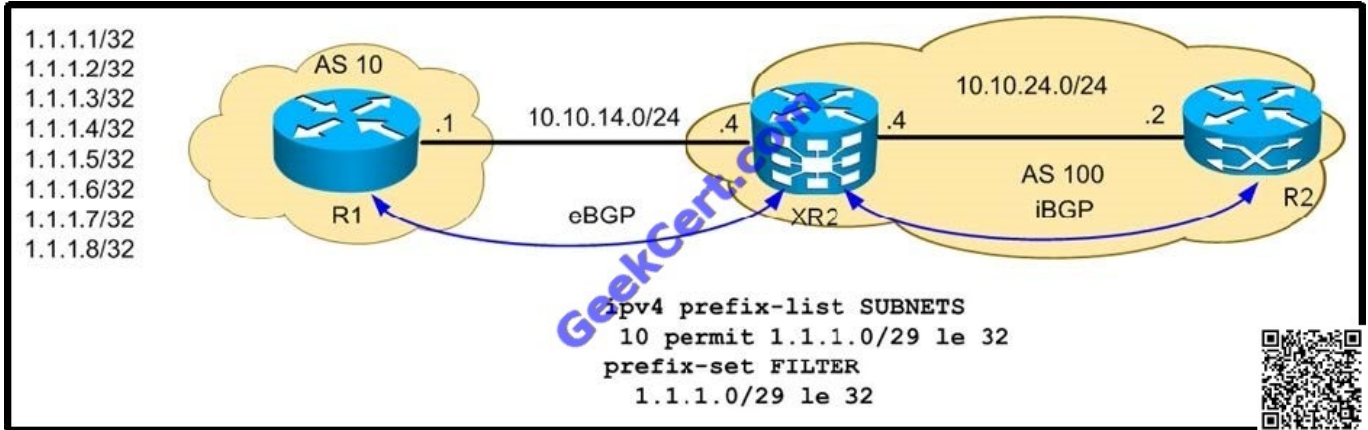 1.1.1.1/32
1.1.1.2/32
1.1.1.3/32
1.1.1.4/32
1.1.1.5/32
1.1.1.6/32
1.1.1.7/32
1.1.1.8/32
AS 10
.1
R1
10.10.14.0/24
eBGP
.4
XR2
.4
10.10.24.0/24
.2
AS 100
iBGP
R2
GeekCert.com
ipv4 prefix-list SUBNETS
10 permit 1.1.1.0/29 le 32
prefix-set FILTER
1.1.1.0/29 le 32